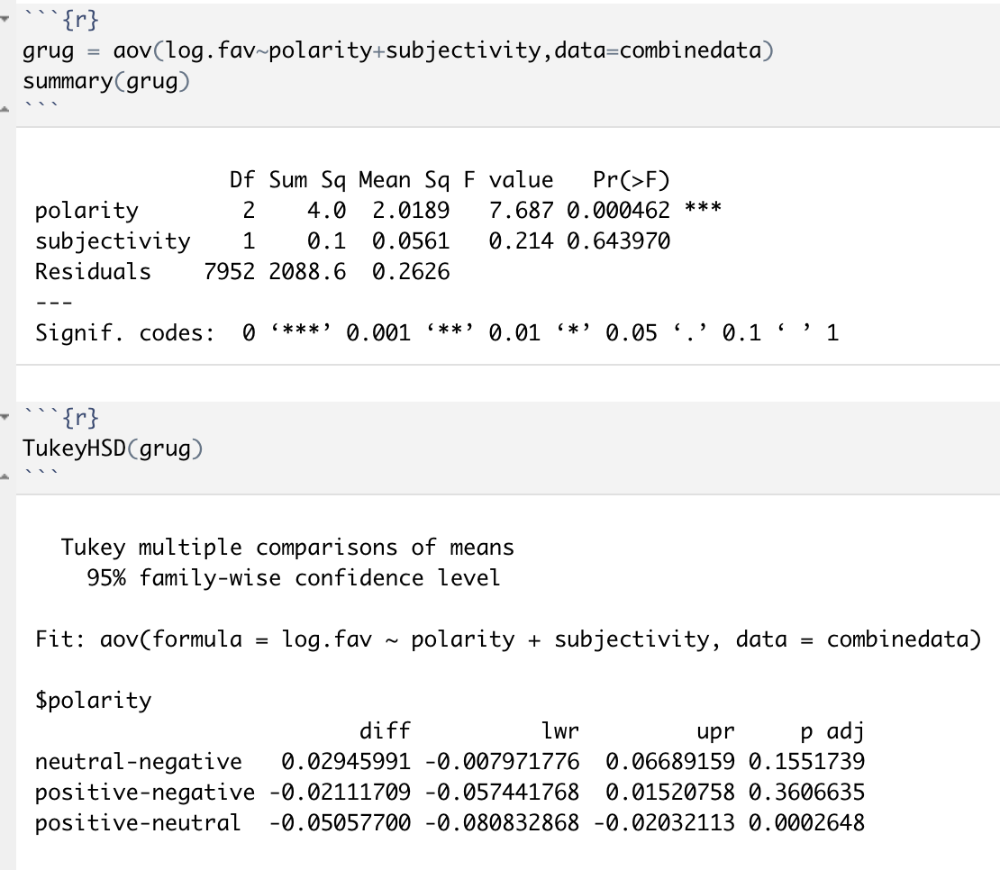 ```{r}
grug = aov(log.fav~polarity+subjectivity,data=combinedata)
summary(grug)
```
Df Sum Sq Mean Sq F value Pr(>F)
polarity 2 4.0 2.0189 7.687 0.000462 ***
subjectivity 1 0.1 0.0561 0.214 0.643970
Residuals 7952 2088.6 0.2626
---
Signif. codes: 0 ‘***’ 0.001 ‘**’ 0.01 ‘*’ 0.05 ‘.’ 0.1 ‘ ’ 1
```{r}
TukeyHSD(grug)
```
Tukey multiple comparisons of means
95% family-wise confidence level
Fit: aov(formula = log.fav ~ polarity + subjectivity, data = combinedata)
$polarity
diff lwr upr p adj
neutral-negative 0.02945991 -0.007971776 0.06689159 0.1551739
positive-negative -0.02111709 -0.057441768 0.01520758 0.3606635
positive-neutral -0.05057700 -0.080832868 -0.02032113 0.0002648